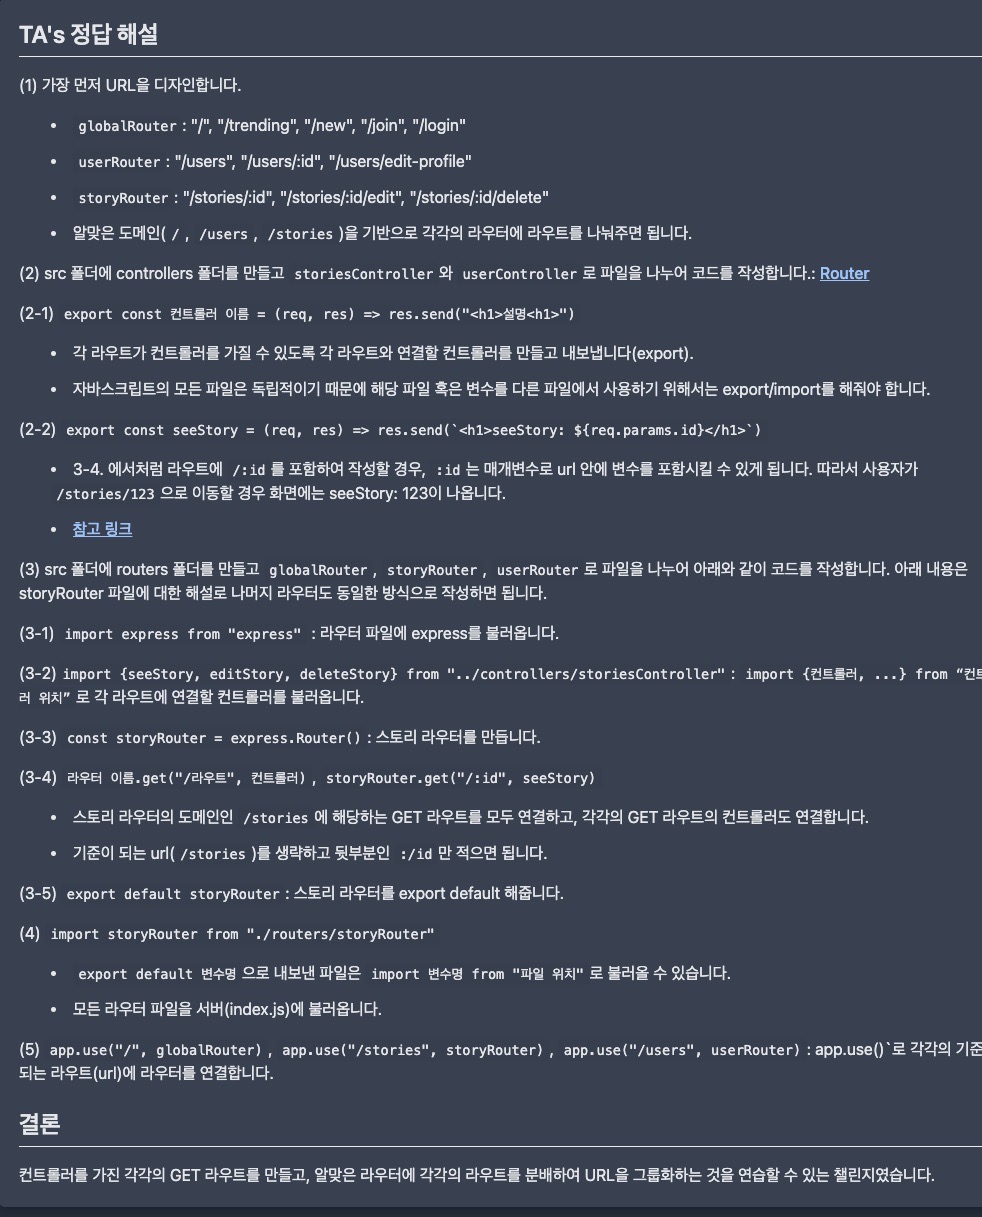 TA's 정답 해설
(1) 가장 먼저 URL을 디자인합니다.
• globalRouter : "/", "/trending", "/new", "/join", "/login"
• userRouter : "/users", "/users/:id", "/users/edit-profile"
• storyRouter : "/stories/:id", "/stories/:id/edit", "/stories/:id/delete"
• 알맞은 도메인( / , /users , /stories )을 기반으로 각각의 라우터에 라우트를 나눠주면 됩니다.
(2) src 폴더에 controllers 폴더를 만들고 storiesController 와 userController 로 파일을 나누어 코드를 작성합니다.: Router
(2-1) export const 컨트롤러 이름 = (req, res) => res.send("<h1>설명<h1>")
• 각 라우트가 컨트롤러를 가질 수 있도록 각 라우트와 연결할 컨트롤러를 만들고 내보냅니다(export).
• 자바스크립트의 모든 파일은 독립적이기 때문에 해당 파일 혹은 변수를 다른 파일에서 사용하기 위해서는 export/import를 해줘야 합니다.
(2-2) export const seeStory = (req, res) => res.send(`<h1>seeStory: ${req.params.id}</h1>`)
• 3-4. 에서처럼 라우트에 /:id 를 포함하여 작성할 경우, :id 는 매개변수로 url 안에 변수를 포함시킬 수 있게 됩니다. 따라서 사용자가
/stories/123 으로 이동할 경우 화면에는 seeStory: 123이 나옵니다.
• 참고 링크
(3) src 폴더에 routers 폴더를 만들고 globalRouter , storyRouter , userRouter 로 파일을 나누어 아래와 같이 코드를 작성합니다. 아래 내용은
storyRouter 파일에 대한 해설로 나머지 라우터도 동일한 방식으로 작성하면 됩니다.
(3-1) import express from "express" : 라우터 파일에 express를 불러옵니다.
(3-2) import {seeStory, editStory, deleteStory} from "../controllers/storiesController" : import {컨트롤러, ...} from “컨트
러 위치” 로 각 라우트에 연결할 컨트롤러를 불러옵니다.
(3-3) const storyRouter = express.Router() : 스토리 라우터를 만듭니다.
(3-4) 라우터 이름.get("/라우트", 컨트롤러) , storyRouter.get("/:id", seeStory)
• 스토리 라우터의 도메인인 /stories 에 해당하는 GET 라우트를 모두 연결하고, 각각의 GET 라우트의 컨트롤러도 연결합니다.
• 기준이 되는 url( /stories )를 생략하고 뒷부분인 :/id 만 적으면 됩니다.
(3-5) export default storyRouter : 스토리 라우터를 export default 해줍니다.
(4) import storyRouter from "./routers/storyRouter"
• export default 변수명 으로 내보낸 파일은 import 변수명 from "파일 위치" 로 불러올 수 있습니다.
• 모든 라우터 파일을 서버(index.js)에 불러옵니다.
(5) app.use("/", globalRouter) , app.use("/stories", storyRouter) , app.use("/users", userRouter) : app.use()`로 각각의 기준
되는 라우트(url)에 라우터를 연결합니다.
결론
컨트롤러를 가진 각각의 GET 라우트를 만들고, 알맞은 라우터에 각각의 라우트를 분배하여 URL을 그룹화하는 것을 연습할 수 있는 챌린지였습니다.